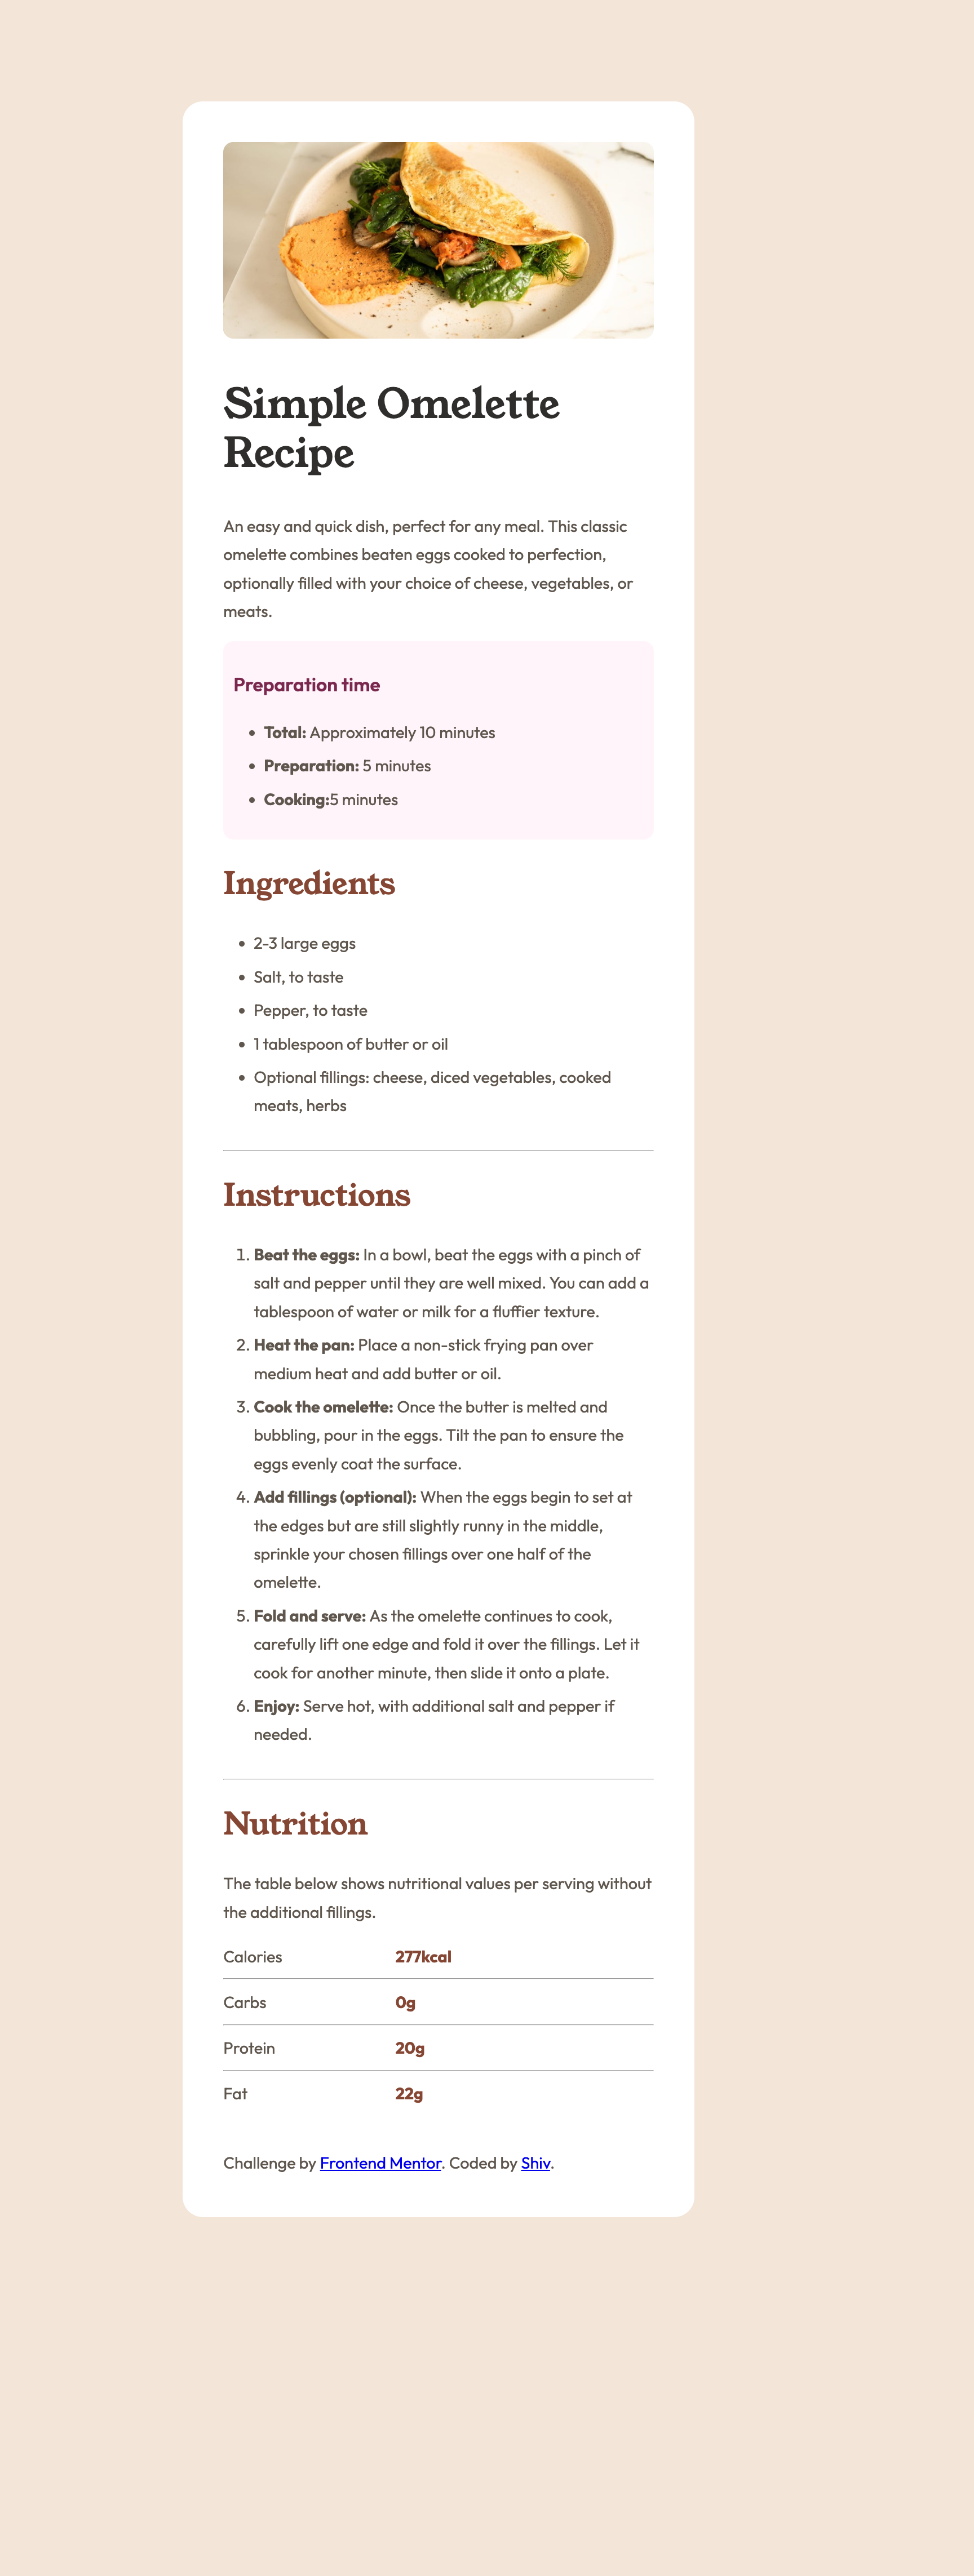 Simple Omelette
Recipe
An easy and quick dish, perfect for any meal. This classic
omelette combines beaten eggs cooked to perfection,
optionally filled with your choice of cheese, vegetables, or
meats.
Preparation time
• Total: Approximately 10 minutes
• Preparation: 5 minutes
• Cooking:5 minutes
Ingredients
• 2-3 large eggs
• Salt, to taste
• Pepper, to taste
• 1 tablespoon of butter or oil
• Optional fillings: cheese, diced vegetables, cooked
meats, herbs
Instructions
1. Beat the eggs: In a bowl, beat the eggs with a pinch of
salt and pepper until they are well mixed. You can add a
tablespoon of water or milk for a fluffier texture.
2. Heat the pan: Place a non-stick frying pan over
medium heat and add butter or oil.
3. Cook the omelette: Once the butter is melted and
bubbling, pour in the eggs. Tilt the pan to ensure the
eggs evenly coat the surface.
4. Add fillings (optional): When the eggs begin to set at
the edges but are still slightly runny in the middle,
sprinkle your chosen fillings over one half of the
omelette.
5. Fold and serve: As the omelette continues to cook,
carefully lift one edge and fold it over the fillings. Let it
cook for another minute, then slide it onto a plate.
6. Enjoy: Serve hot, with additional salt and pepper if
needed.
Nutrition
The table below shows nutritional values per serving without
the additional fillings.
Calories 277kcal
Carbs 0g
Protein 20g
Fat 22g
Challenge by Frontend Mentor. Coded by Shiv.